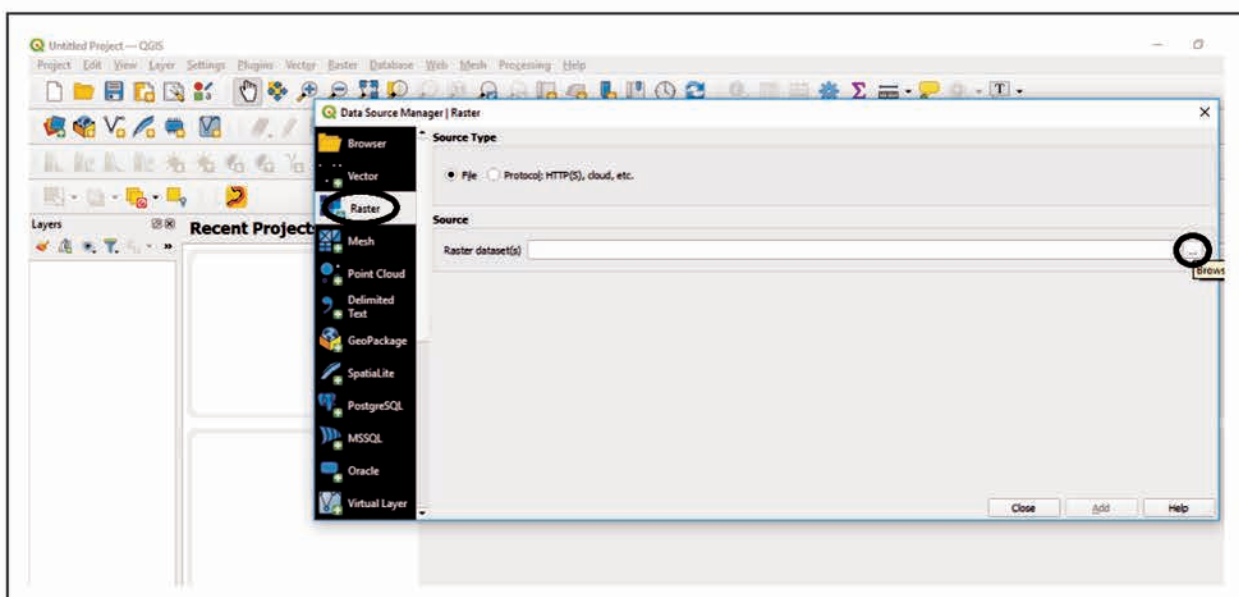 Untitled Project — QGIS
Project Edit View Layer Settings Plugins Vector Raster Database Web Mesh Processing Help
Data Source Manager | Raster
Browser
Vector
Raster
Mesh
Point Cloud
Delimited
Text
GeoPackage
SpatiaLite
PostgreSQL
MSSQL
Oracle
Virtual Layer
Source Type
File Protocol: HTTP(S), cloud, etc.
Source
Raster dataset(s)
...
Brows
Close Add Help
Layers
Recent Project